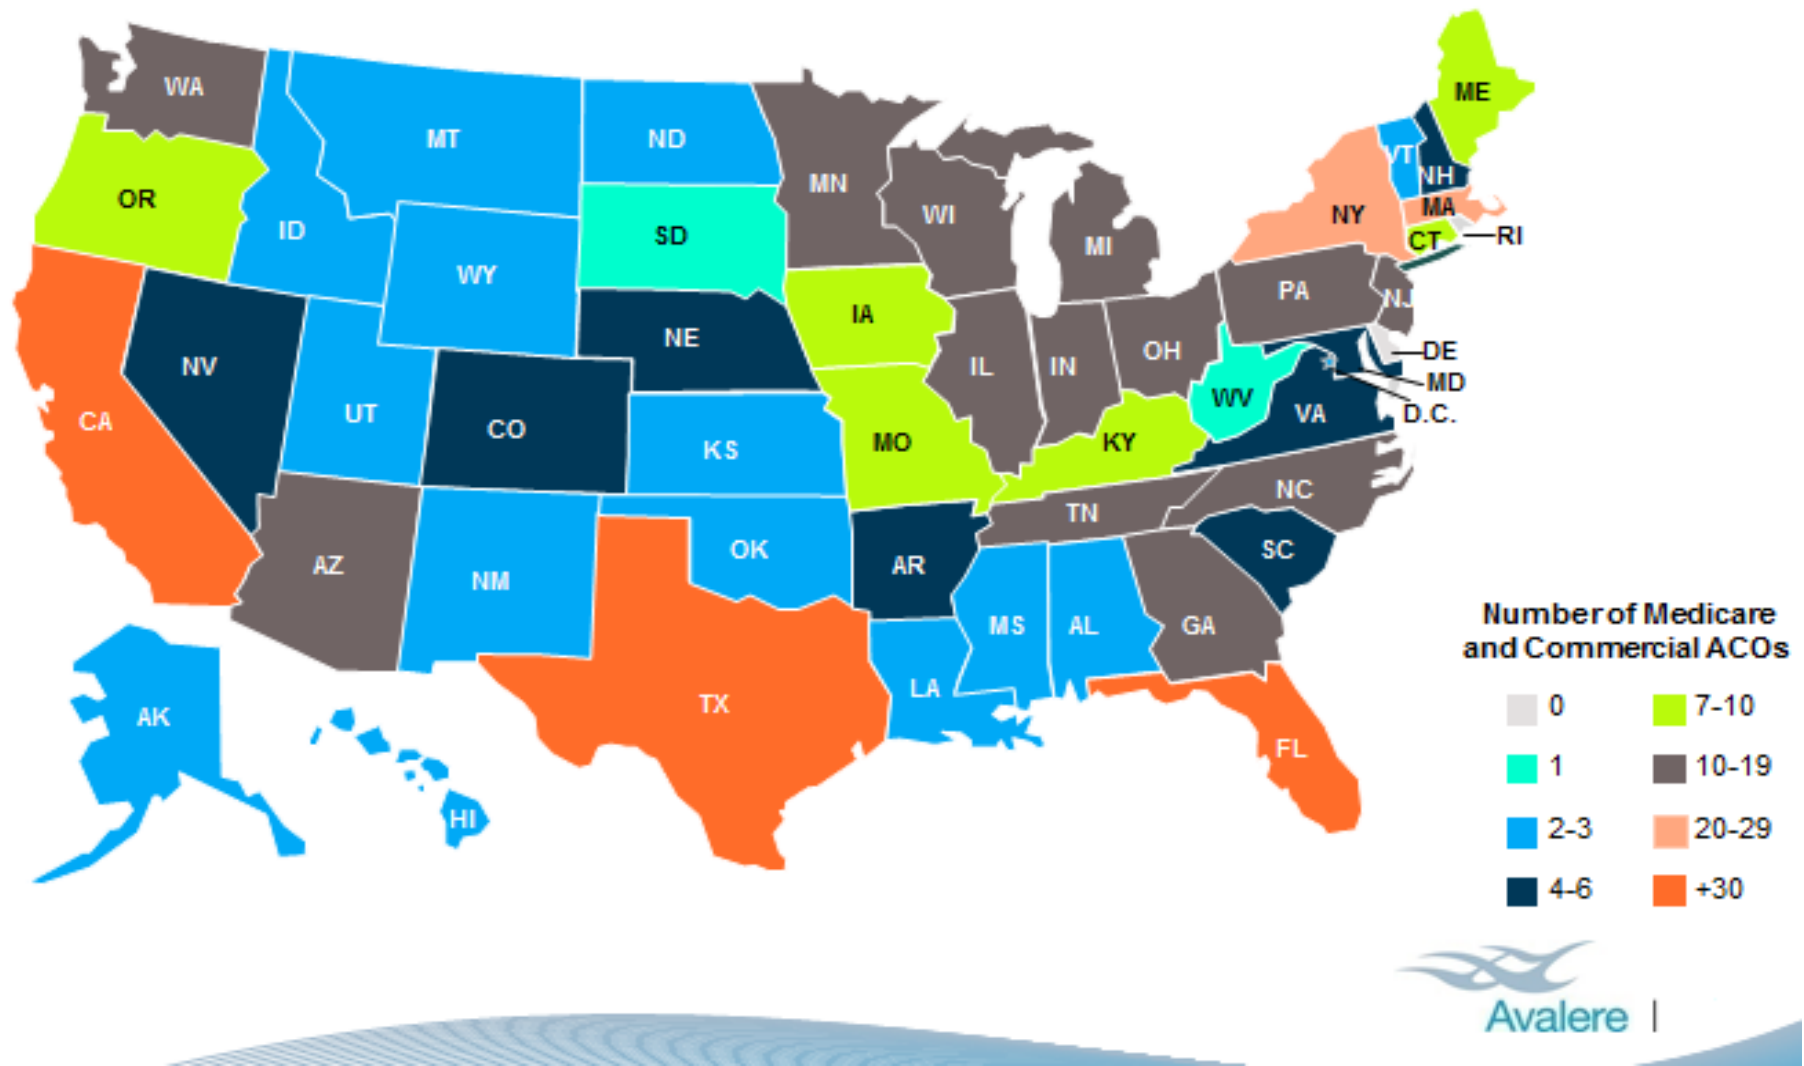 WA
MT
ND
MN
ME
OR
ID
SD
WI
MI
VT
NH
NY
MA
CT
RI
WY
NE
IA
PA
NJ
NV
UT
CO
KS
MO
IL
IN
OH
DE
MD
D.C.
WV
VA
KY
CA
AZ
NM
OK
AR
TN
NC
SC
MS
AL
GA
TX
LA
FL
AK
HI
Number of Medicare
and Commercial ACOs
0
7-10
1
10-19
2-3
20-29
4-6
+30
Avalere |